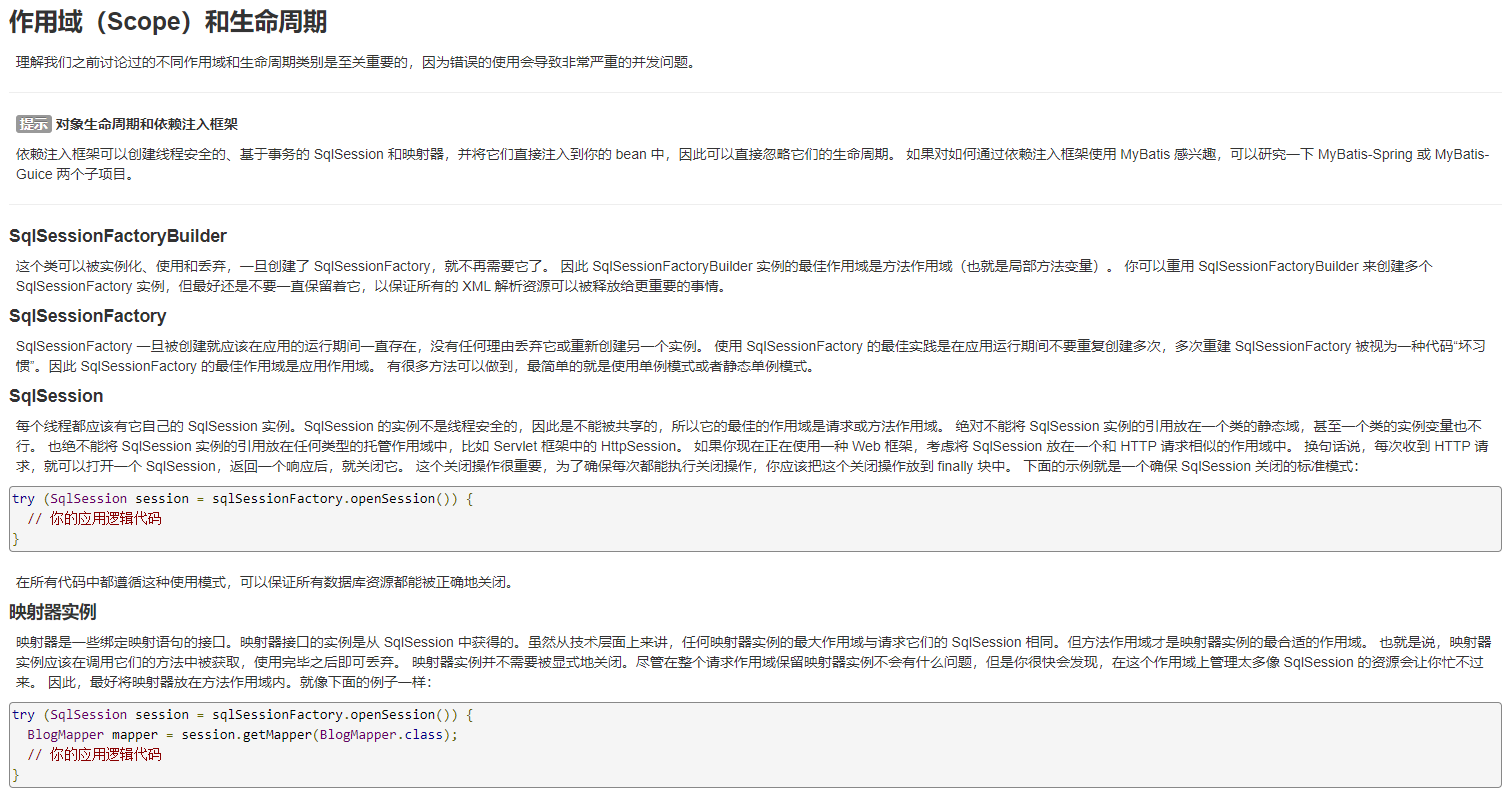 作用域（Scope）和生命周期
理解我们之前讨论过的不同作用域和生命周期类别是至关重要的，因为错误的使用会导致非常严重的并发问题。
提示 对象生命周期和依赖注入框架
依赖注入框架可以创建线程安全的、基于事务的 SqlSession 和映射器，并将它们直接注入到你的 bean 中，因此可以直接忽略它们的生命周期。 如果对如何通过依赖注入框架使用 MyBatis 感兴趣，可以研究一下 MyBatis-Spring 或 MyBatis-
Guice 两个子项目。
SqlSessionFactoryBuilder
这个类可以被实例化、使用和丢弃，一旦创建了 SqlSessionFactory，就不再需要它了。 因此 SqlSessionFactoryBuilder 实例的最佳作用域是方法作用域（也就是局部方法变量）。 你可以重用 SqlSessionFactoryBuilder 来创建多个
SqlSessionFactory 实例，但最好还是不要一直保留着它，以保证所有的 XML 解析资源可以被释放给更重要的事情。
SqlSessionFactory
SqlSessionFactory 一旦被创建就应该在应用的运行期间一直存在，没有任何理由丢弃它或重新创建另一个实例。 使用 SqlSessionFactory 的最佳实践是在应用运行期间不要重复创建多次，多次重建 SqlSessionFactory 被视为一种代码“坏习
惯”。因此 SqlSessionFactory 的最佳作用域是应用作用域。 有很多方法可以做到，最简单的就是使用单例模式或者静态单例模式。
SqlSession
每个线程都应该有它自己的 SqlSession 实例。SqlSession 的实例不是线程安全的，因此是不能被共享的，所以它的最佳的作用域是请求或方法作用域。 绝对不能将 SqlSession 实例的引用放在一个类的静态域，甚至一个类的实例变量也不
行。 也绝不能将 SqlSession 实例的引用放在任何类型的托管作用域中，比如 Servlet 框架中的 HttpSession。 如果你现在正在使用一种 Web 框架，考虑将 SqlSession 放在一个和 HTTP 请求相似的作用域中。 换句话说，每次收到 HTTP 请
求，就可以打开一个 SqlSession，返回一个响应后，就关闭它。 这个关闭操作很重要，为了确保每次都能执行关闭操作，你应该把这个关闭操作放到 finally 块中。 下面的示例就是一个确保 SqlSession 关闭的标准模式：
try (SqlSession session = sqlSessionFactory.openSession()) {
// 你的应用逻辑代码
}
在所有代码中都遵循这种使用模式，可以保证所有数据库资源都能被正确地关闭。
映射器实例
映射器是一些绑定映射语句的接口。映射器接口的实例是从 SqlSession 中获得的。虽然从技术层面上来讲，任何映射器实例的最大作用域与请求它们的 SqlSession 相同。但方法作用域才是映射器实例的最合适的作用域。 也就是说，映射器
实例应该在调用它们的方法中被获取，使用完毕之后即可丢弃。 映射器实例并不需要被显式地关闭。尽管在整个请求作用域保留映射器实例不会有什么问题，但是你很快会发现，在这个作用域上管理太多像 SqlSession 的资源会让你忙不过
来。 因此，最好将映射器放在方法作用域内。就像下面的例子一样：
try (SqlSession session = sqlSessionFactory.openSession()) {
BlogMapper mapper = session.getMapper(BlogMapper.class);
// 你的应用逻辑代码
}